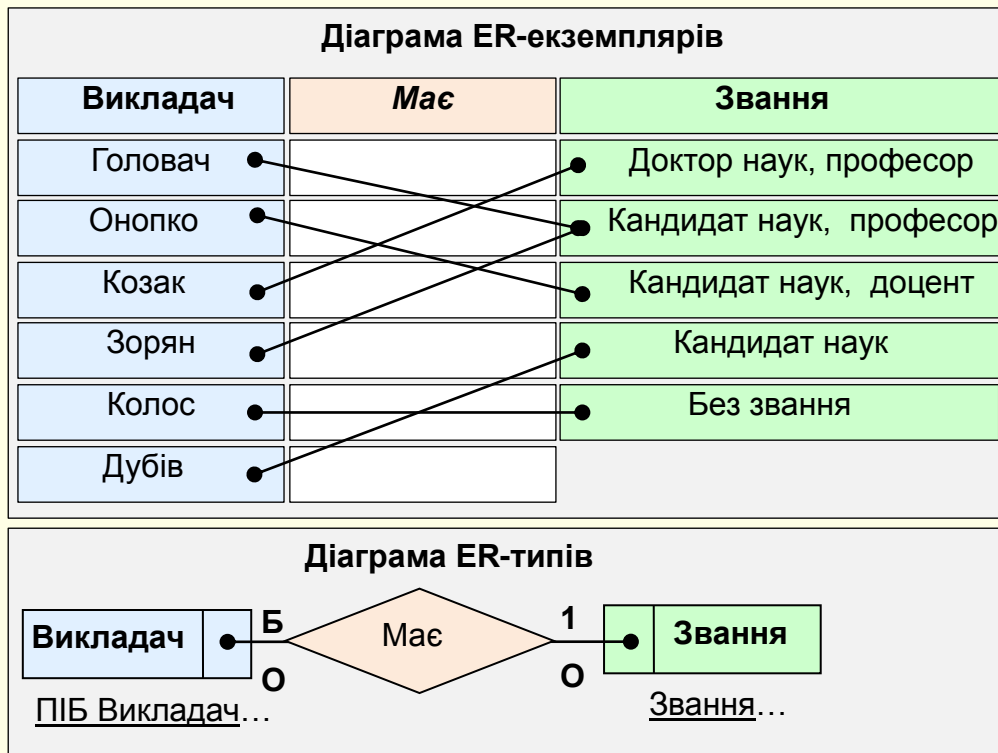 Діаграма ER-екземплярів
Викладач Має Звання
Головач Доктор наук, професор
Онопко Кандидат наук, професор
Козак Кандидат наук, доцент
Зорян Кандидат наук
Колос Без звання
Дубів
Діаграма ER-типів
Викладач Б Має 1 Звання
О О
ПІБ Викладач… Звання…